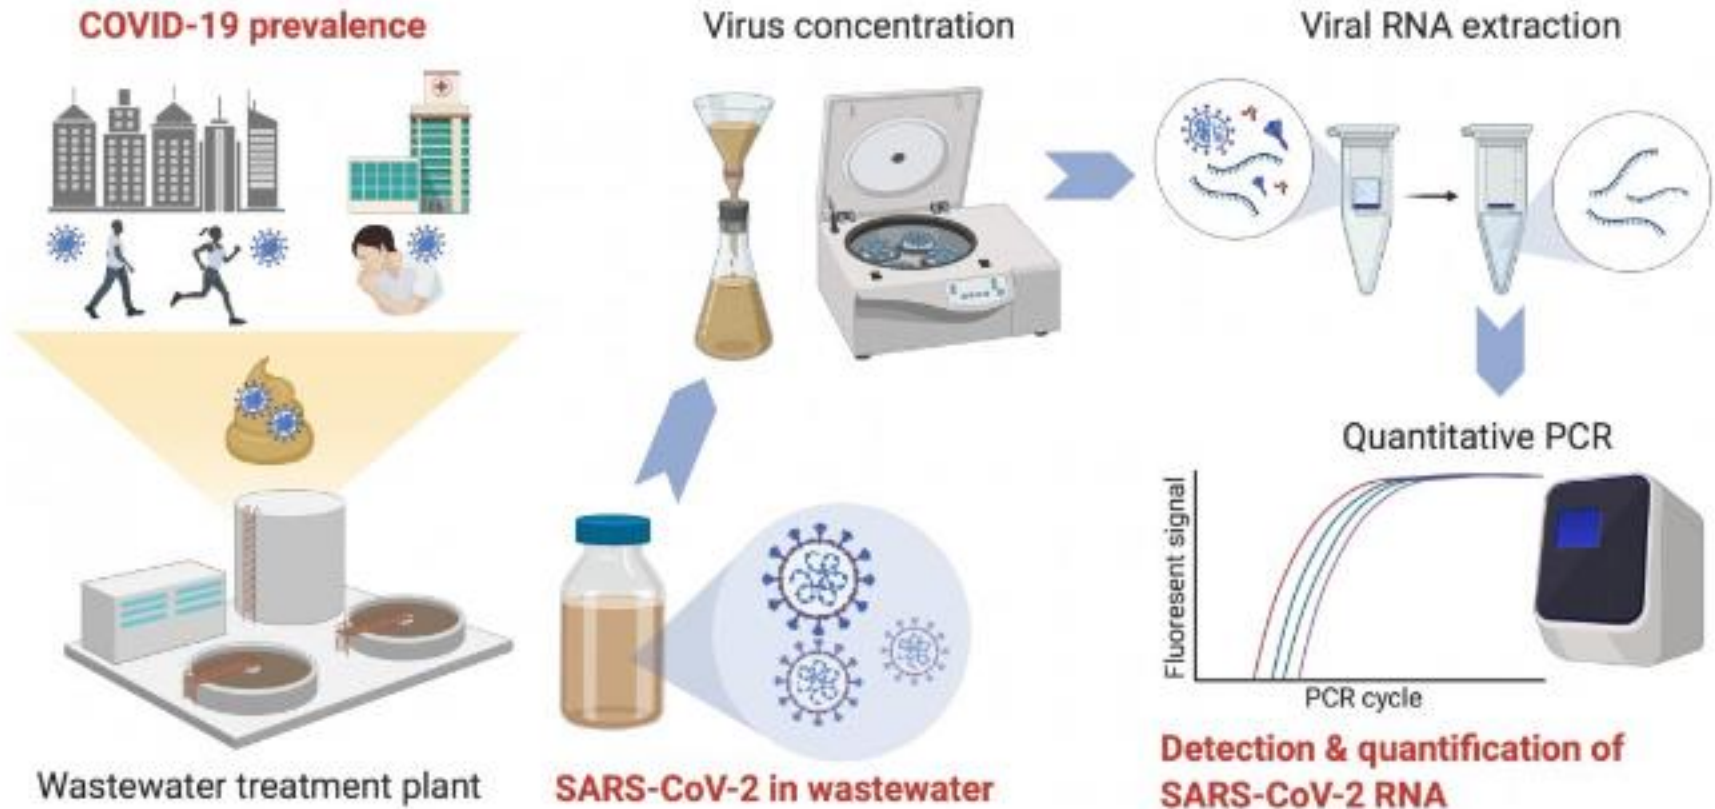 COVID-19 prevalence
Wastewater treatment plant
SARS-CoV-2 in wastewater
Virus concentration
Viral RNA extraction
Quantitative PCR
Fluoresent signal
PCR cycle
Detection & quantification of
SARS-CoV-2 RNA